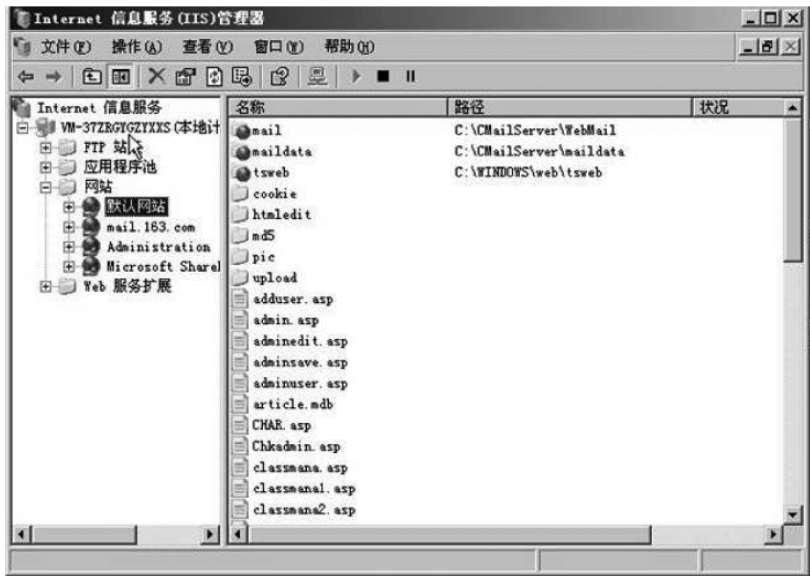 Internet 信息服务(IIS)管理器
文件(F) 操作(A) 查看(V) 窗口(W) 帮助(H)
Internet 信息服务
VM-37ZRGYGZYXXS(本地计
FTP 站
应用程序池
网站
默认网站
mail.163.com
Administration
Microsoft Share
Web 服务扩展
名称 路径 状况
mail C:\CMailServer\WebMail
maildata C:\CMailServer\maildata
tsweb C:\WINDOWS\web\tsweb
cookie
htmledit
md5
pic
upload
adduser.asp
admin.asp
adminedit.asp
adminsave.asp
adminuser.asp
article.mdb
CHAR.asp
Chkadmin.asp
classmana.asp
classmana1.asp
classmana2.asp